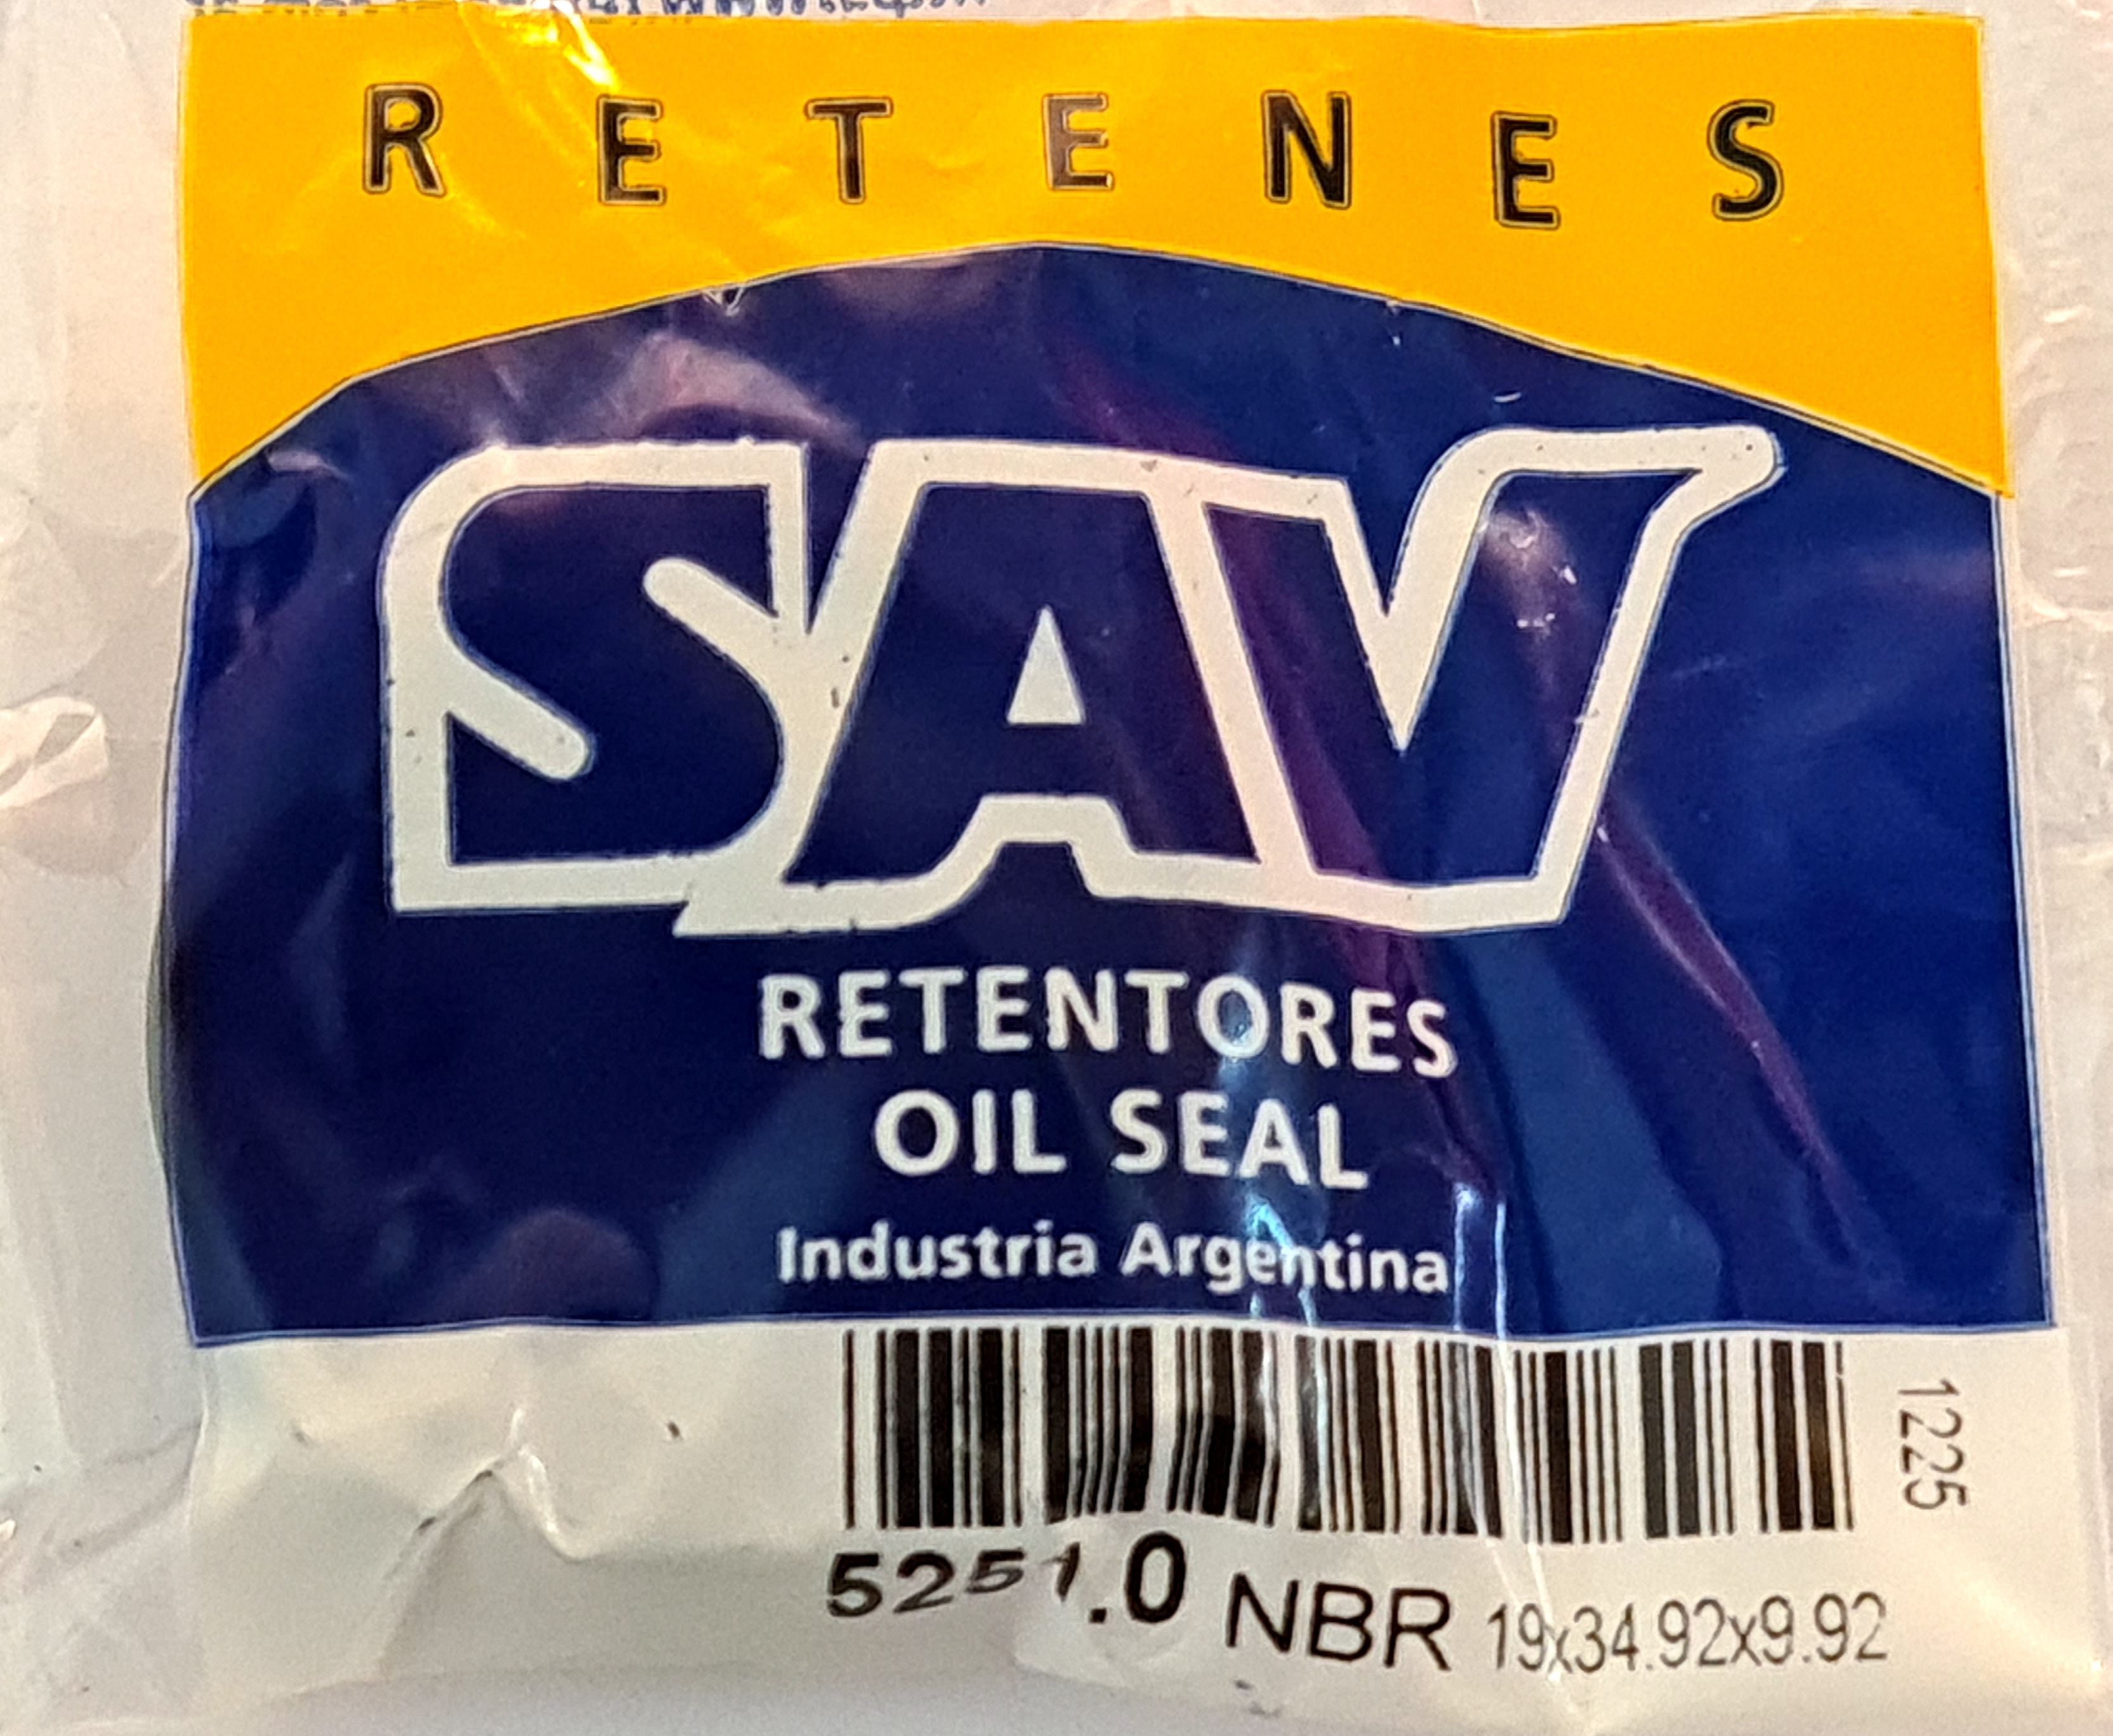 RETENES
SAV
RETENTORES
OIL SEAL
Industria Argentina
1225
5251.0 NBR 19x34.92x9.92